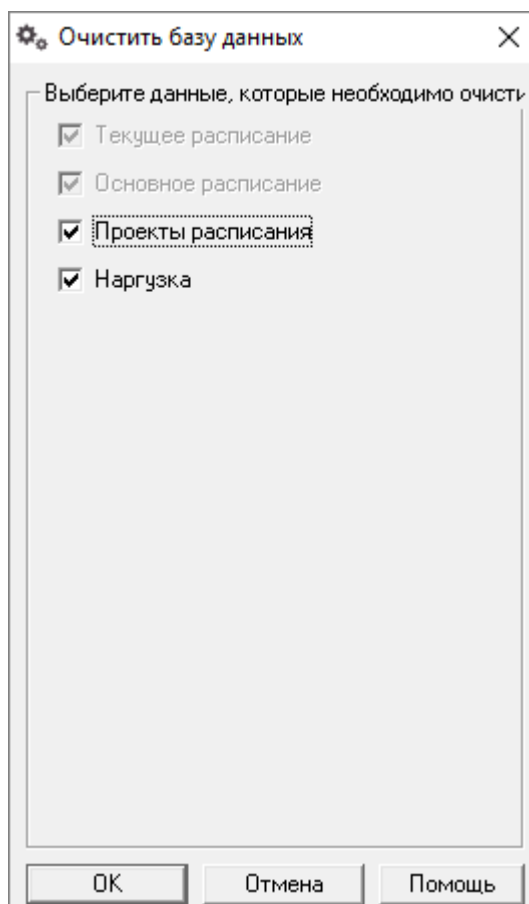 Очистить базу данных
Выберите данные, которые необходимо очисти
Текущее расписание
Основное расписание
Проекты расписания
Наргузка
OK
Отмена
Помощь